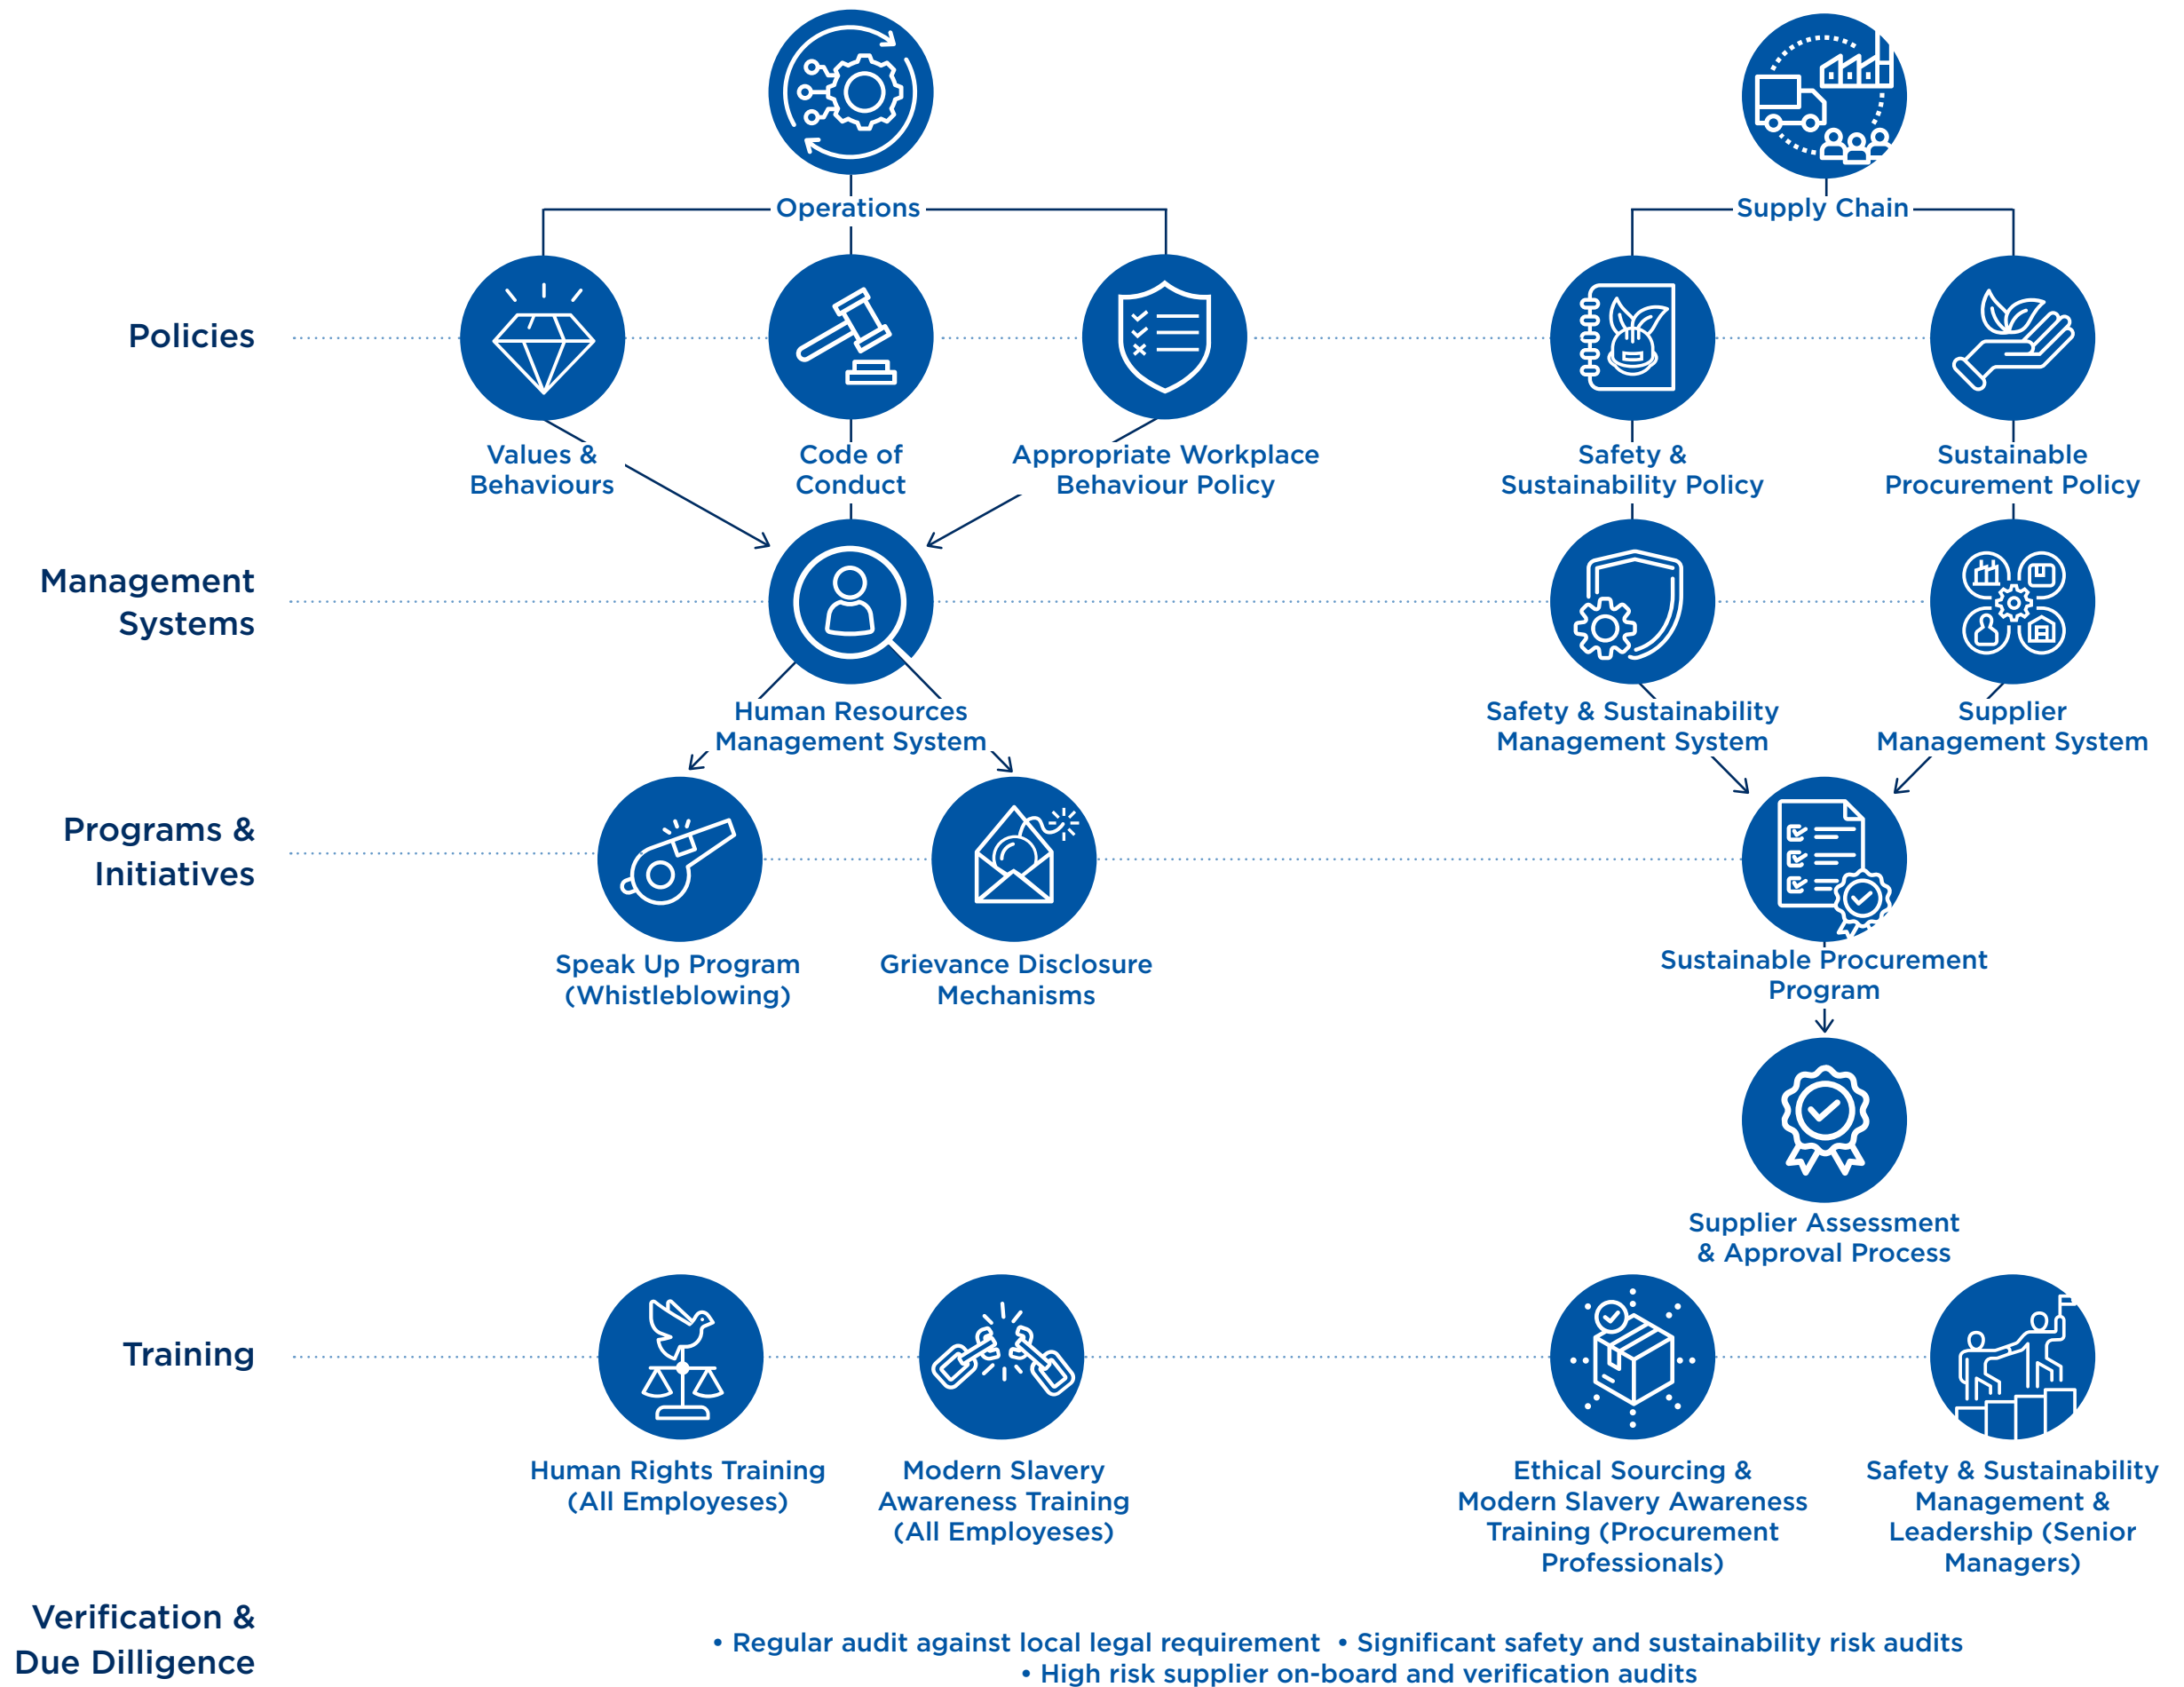 Operations
Supply Chain
Policies
Values &
Behaviours
Code of
Conduct
Appropriate Workplace
Behaviour Policy
Safety &
Sustainability Policy
Sustainable
Procurement Policy
Management
Systems
Human Resources
Management System
Safety & Sustainability
Management System
Supplier
Management System
Programs &
Initiatives
Speak Up Program
(Whistleblowing)
Grievance Disclosure
Mechanisms
Sustainable Procurement
Program
Supplier Assessment
& Approval Process
Training
Human Rights Training
(All Employeses)
Modern Slavery
Awareness Training
(All Employeses)
Ethical Sourcing &
Modern Slavery Awareness
Training (Procurement
Professionals)
Safety & Sustainability
Management &
Leadership (Senior
Managers)
Verification &
Due Dilligence
• Regular audit against local legal requirement • Significant safety and sustainability risk audits
• High risk supplier on-board and verification audits